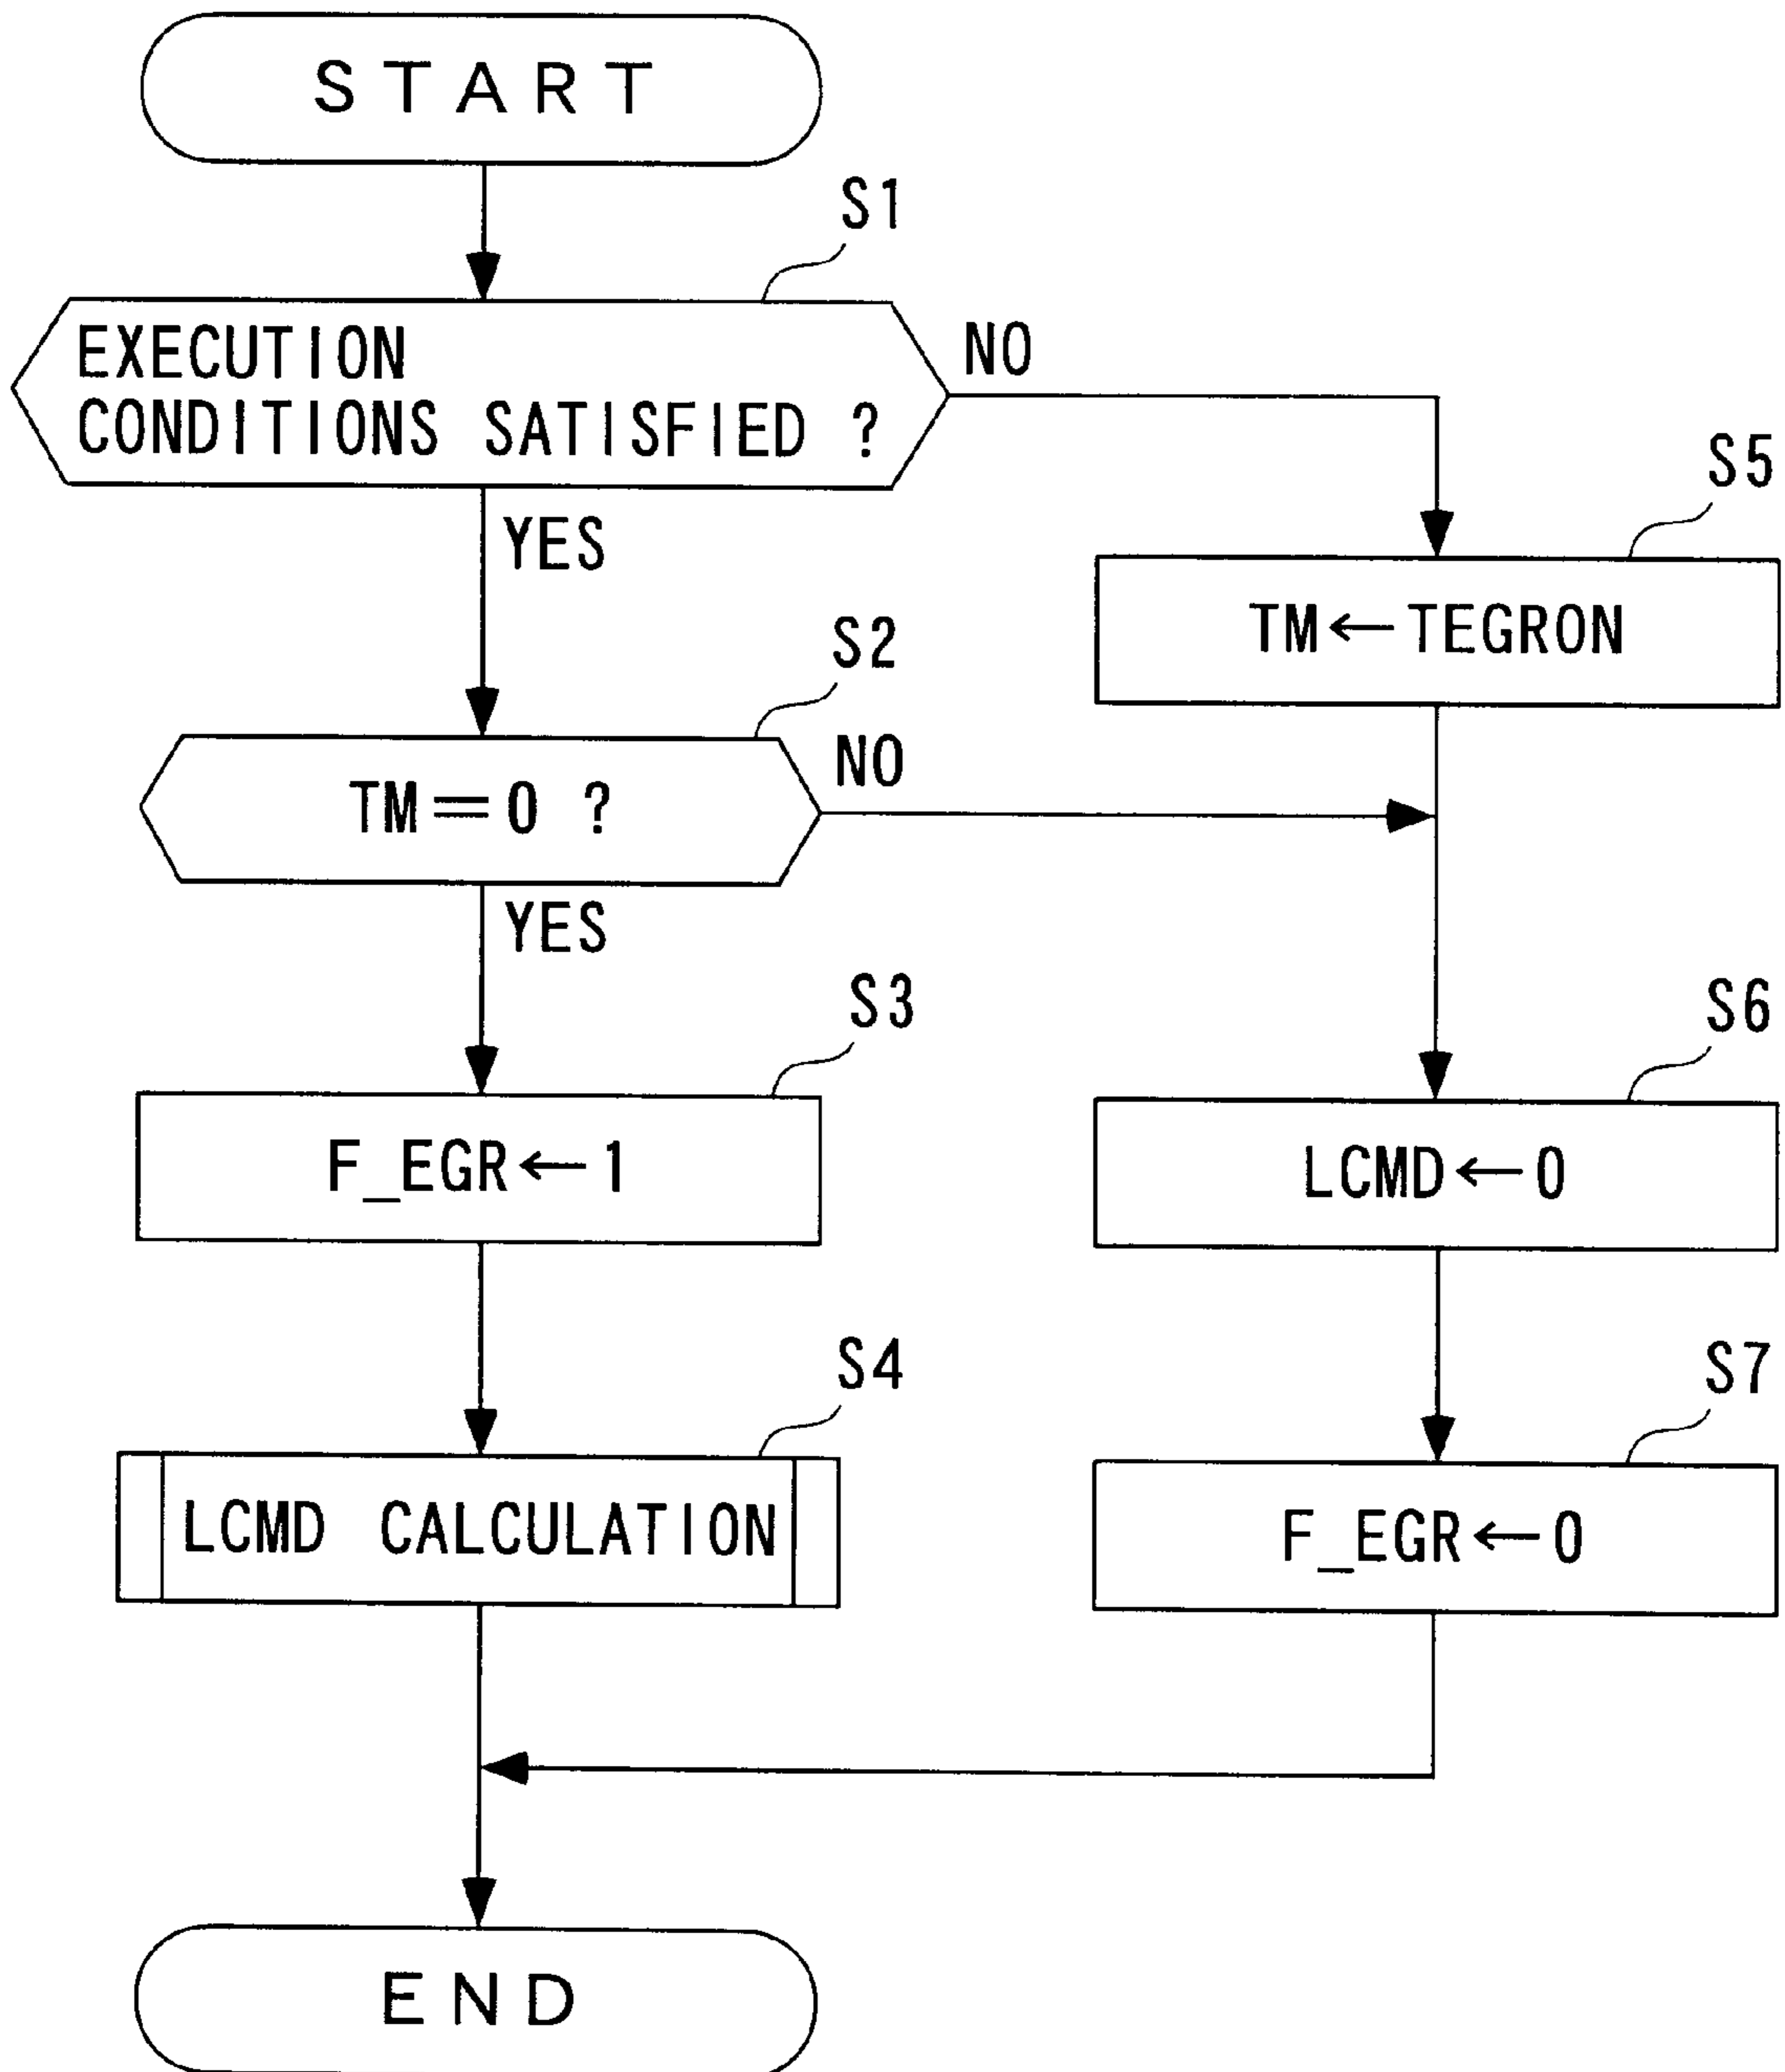 START
S1
EXECUTION
CONDITIONS SATISFIED ?
NO
YES
S5
TM←TEGRON
S2
TM=0 ?
NO
YES
S3
F_EGR←1
S6
LCMD←0
S4
LCMD CALCULATION
S7
F_EGR←0
END